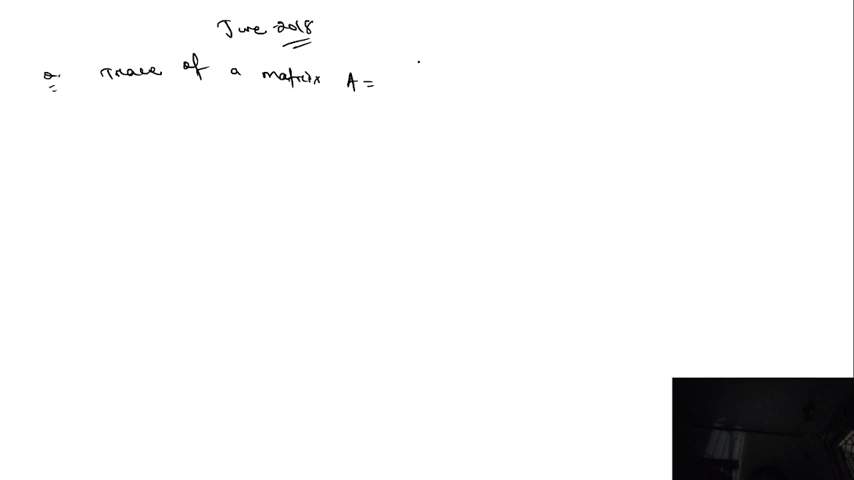 June-2018
Q. Trace of a matrix A =